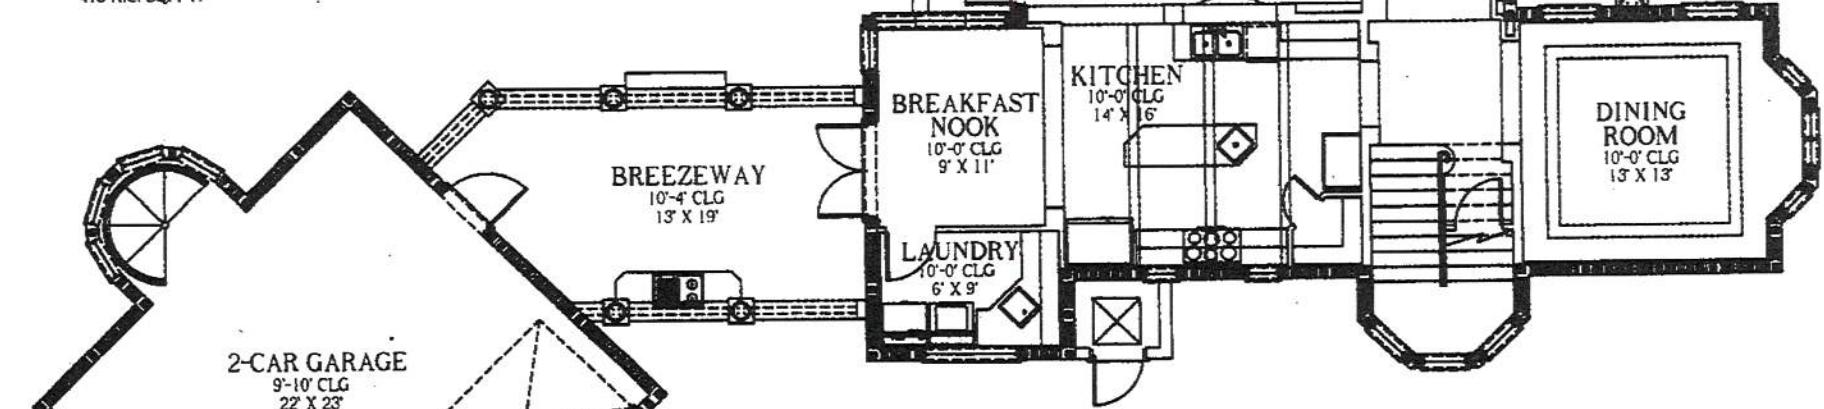 KITCHEN
10'-0" CLG
14' X 16'
BREAKFAST
NOOK
10'-0" CLG
9' X 11'
DINING
ROOM
10'-0" CLG
13' X 13'
BREEZEWAY
10'-4" CLG
13' X 19'
LAUNDRY
10'-0" CLG
6' X 9'
2-CAR GARAGE
9'-10" CLG
22' X 23'